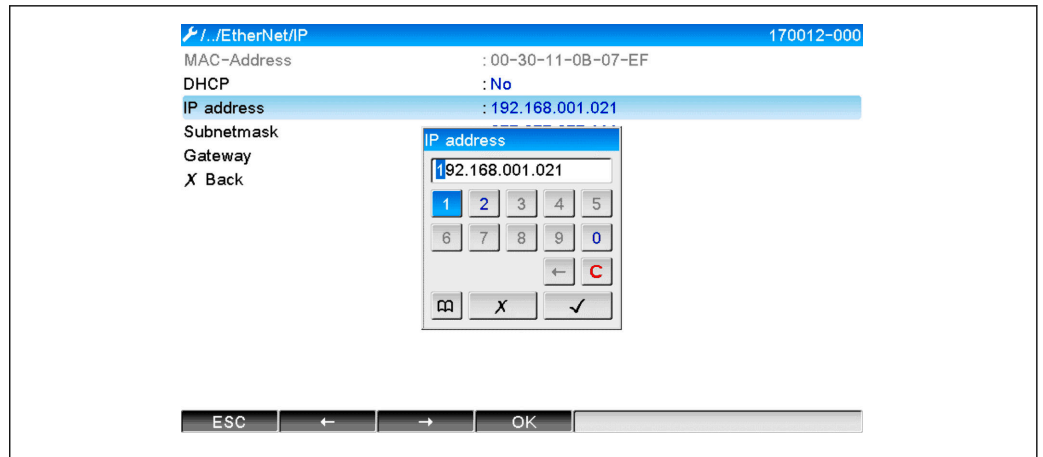 /../EtherNet/IP 170012-000
MAC-Address : 00-30-11-0B-07-EF
DHCP : No
IP address : 192.168.001.021
Subnetmask
Gateway
X Back
IP address
192.168.001.021
1 2 3 4 5
6 7 8 9 0
← C
X ✓
ESC ← → OK